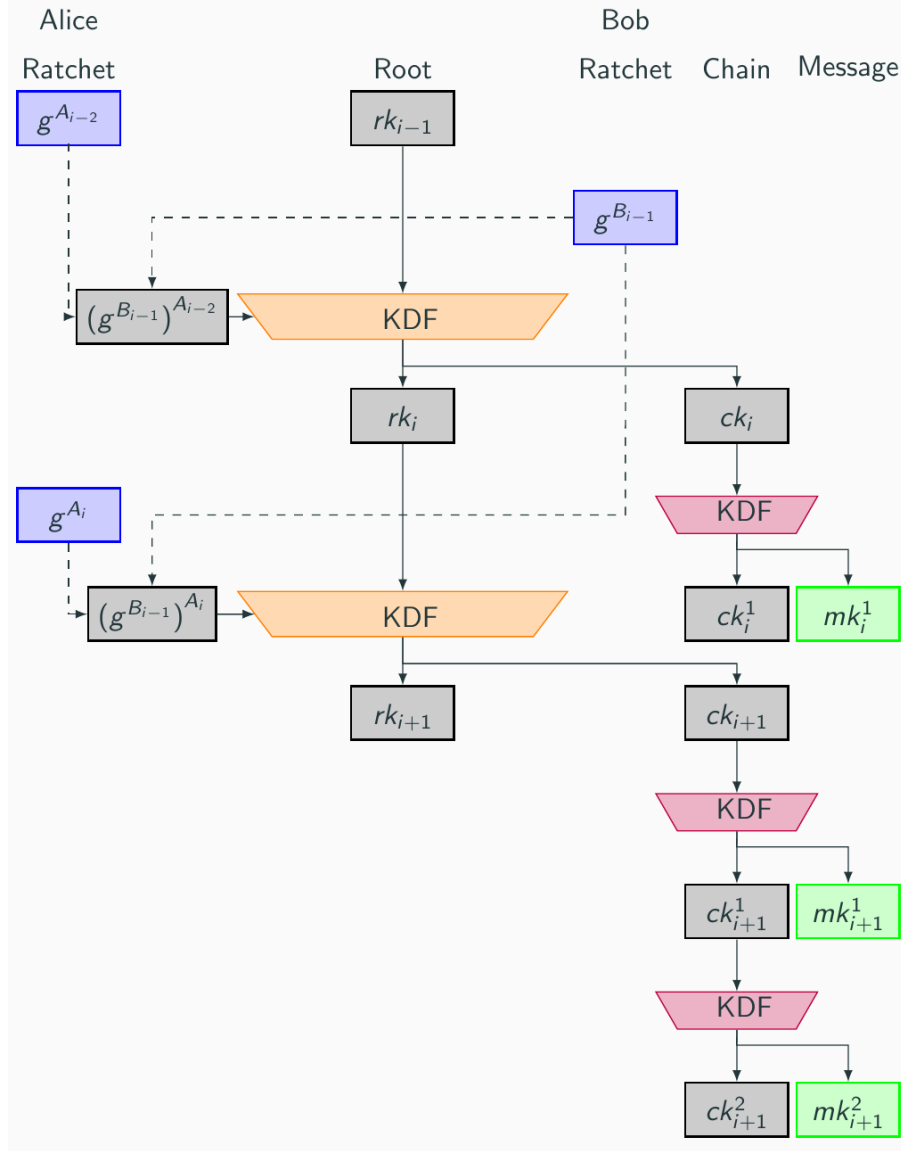 Alice Bob
Ratchet Root Ratchet Chain Message
g^{A_{i−2}} rk_{i−1}
g^{B_{i−1}}
(g^{B_{i−1}})^{A_{i−2}} KDF
rk_i ck_i
g^{A_i} KDF
(g^{B_{i−1}})^{A_i} KDF ck_i^1 mk_i^1
rk_{i+1} ck_{i+1}
KDF
ck_{i+1}^1 mk_{i+1}^1
KDF
ck_{i+1}^2 mk_{i+1}^2